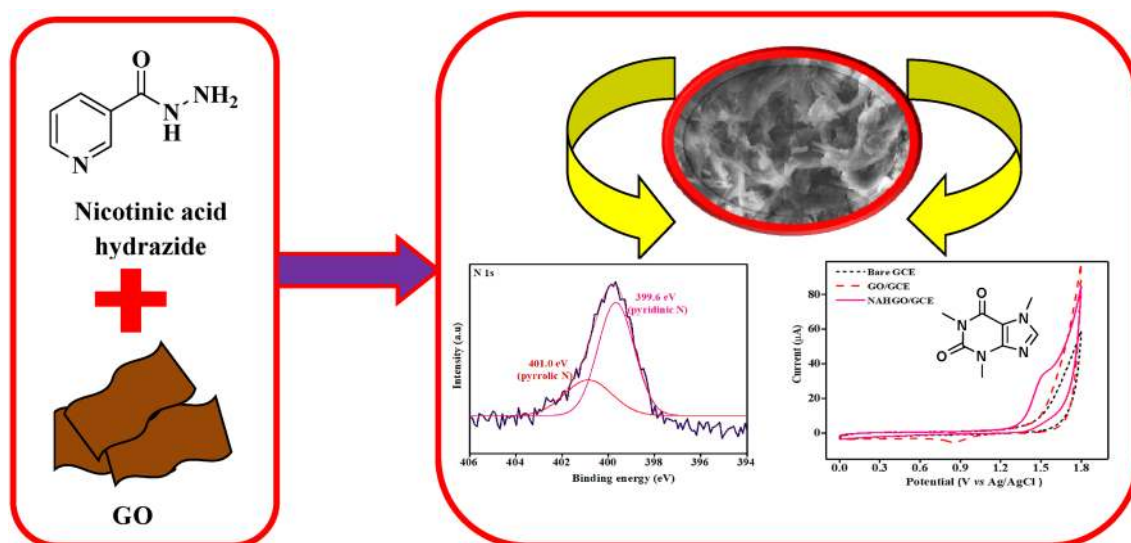 O
NH₂
N
H
N
Nicotinic acid
hydrazide
GO
N 1s
399.6 eV
(pyridinic N)
401.0 eV
(pyrrolic N)
Intensity (a.u)
406 404 402 400 398 396 394
Binding energy (eV)
Bare GCE
GO/GCE
NAHGO/GCE
O
N
N
O
N
N
Current (µA)
80
60
40
20
0
0.0 0.3 0.6 0.9 1.2 1.5 1.8
Potential (V vs Ag/AgCl )